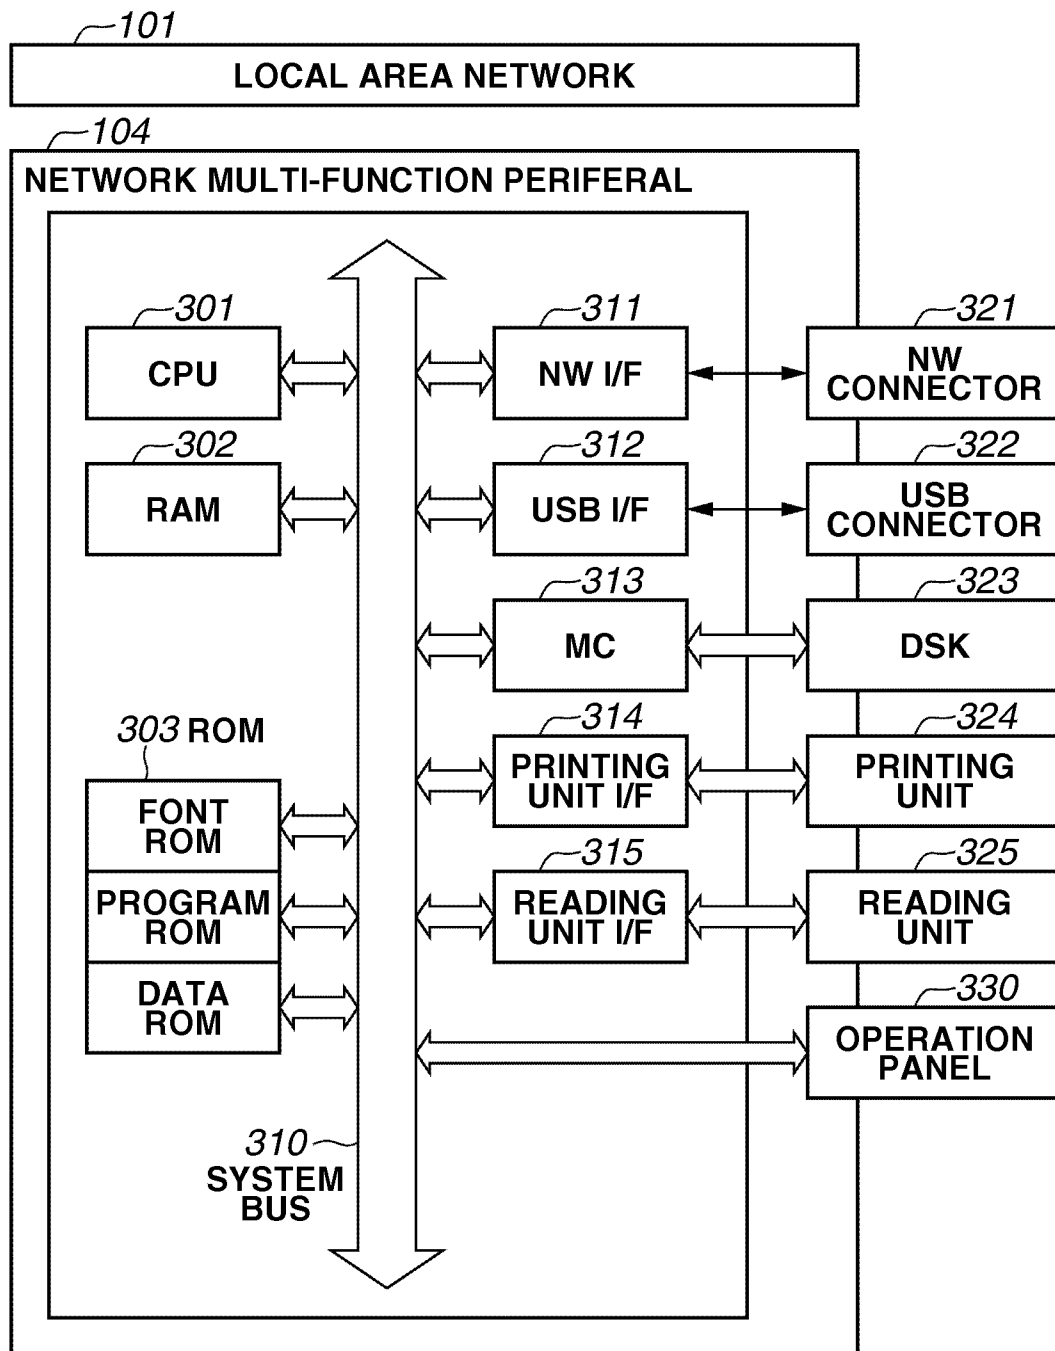 101
LOCAL AREA NETWORK
104
NETWORK MULTI-FUNCTION PERIFERAL
301
CPU
311
NW I/F
321
NW
CONNECTOR
302
RAM
312
USB I/F
322
USB
CONNECTOR
313
MC
323
DSK
303 ROM
FONT
ROM
PROGRAM
ROM
DATA
ROM
314
PRINTING
UNIT I/F
324
PRINTING
UNIT
315
READING
UNIT I/F
325
READING
UNIT
330
OPERATION
PANEL
310
SYSTEM
BUS